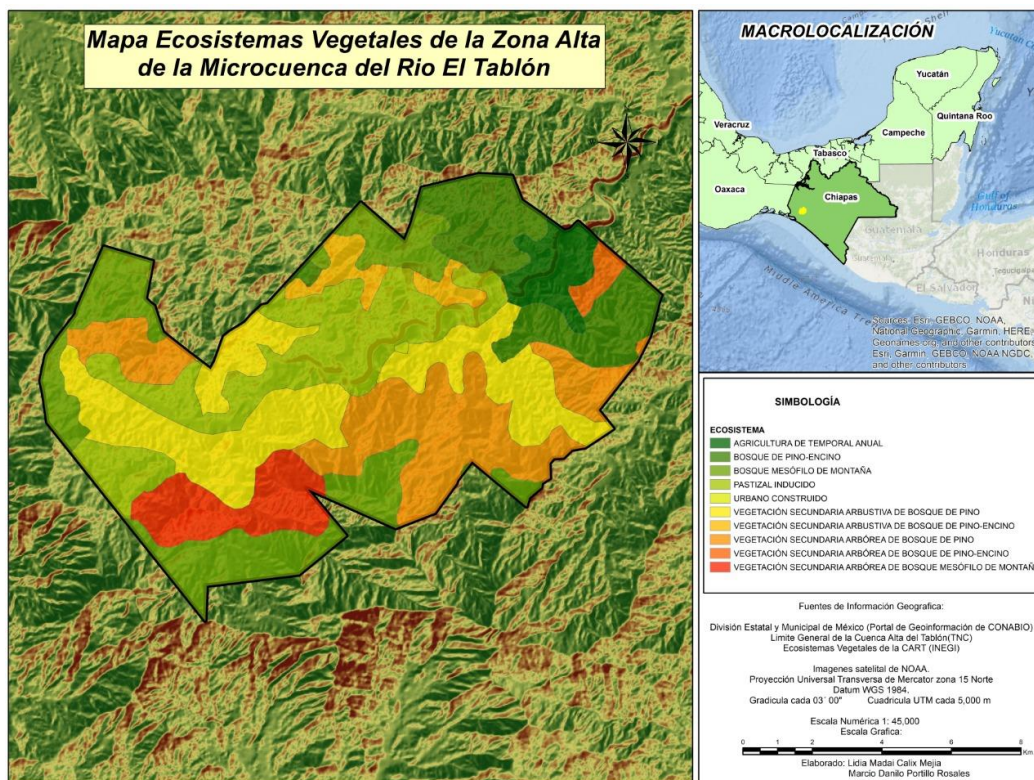 Mapa Ecosistemas Vegetales de la Zona Alta
de la Microcuenca del Rio El Tablón
MACROLOCALIZACIÓN
Yucatán
Quintana Roo
Campeche
Veracruz
Tabasco
Oaxaca
Chiapas
Gulf of
Honduras
Guatemala
Guatemala
Honduras
Tegucigalpa
El Salvador
Middle America Tre
Sources: Esri, GEBCO, NOAA,
National Geographic, Garmin, HERE,
Geonames.org, and other contributors
Esri, Garmin, GEBCO, NOAA NGDC,
and other contributors
SIMBOLOGÍA
ECOSISTEMA
AGRICULTURA DE TEMPORAL ANUAL
BOSQUE DE PINO-ENCINO
BOSQUE MESÓFILO DE MONTAÑA
PASTIZAL INDUCIDO
URBANO CONSTRUIDO
VEGETACIÓN SECUNDARIA ARBUSTIVA DE BOSQUE DE PINO
VEGETACIÓN SECUNDARIA ARBUSTIVA DE BOSQUE DE PINO-ENCINO
VEGETACIÓN SECUNDARIA ARBÓREA DE BOSQUE DE PINO
VEGETACIÓN SECUNDARIA ARBÓREA DE BOSQUE DE PINO-ENCINO
VEGETACIÓN SECUNDARIA ARBÓREA DE BOSQUE MESÓFILO DE MONTAÑ
Fuentes de Información Geografica:
División Estatal y Municipal de México (Portal de Geoinformación de CONABIO)
Limite General de la Cuenca Alta del Tablón(TNC)
Ecosistemas Vegetales de la CART (INEGI)
Imagenes satelital de NOAA.
Proyección Universal Transversa de Mercator zona 15 Norte
Datum WGS 1984.
Gradicula cada 03´ 00" Cuadricula UTM cada 5,000 m
Escala Numérica 1: 45,000
Escala Grafica:
0 1 2 4 6 8
Km
Elaborado: Lidia Madai Calix Mejia
Marcio Danilo Portillo Rosales